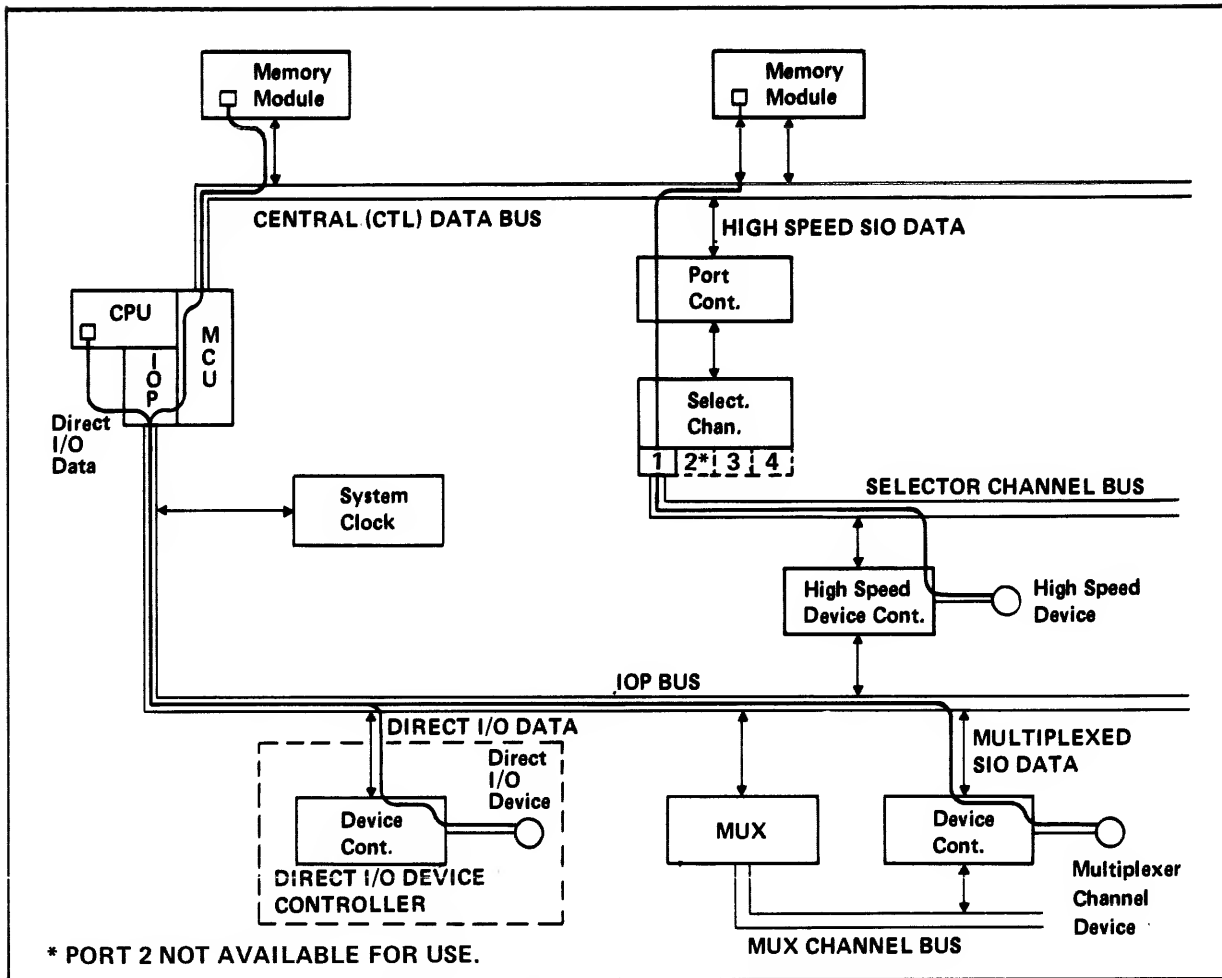 Memory
Module
Memory
Module
CENTRAL (CTL) DATA BUS
HIGH SPEED SIO DATA
Port
Cont.
CPU
MCU
IOP
Direct
I/O
Data
Select.
Chan.
1 2* 3 4
System
Clock
SELECTOR CHANNEL BUS
High Speed
Device Cont.
High Speed
Device
IOP BUS
DIRECT I/O DATA
MULTIPLEXED
SIO DATA
Direct
I/O
Device
Device
Cont.
MUX
Device
Cont.
DIRECT I/O DEVICE
CONTROLLER
Multiplexer
Channel
Device
MUX CHANNEL BUS
* PORT 2 NOT AVAILABLE FOR USE.